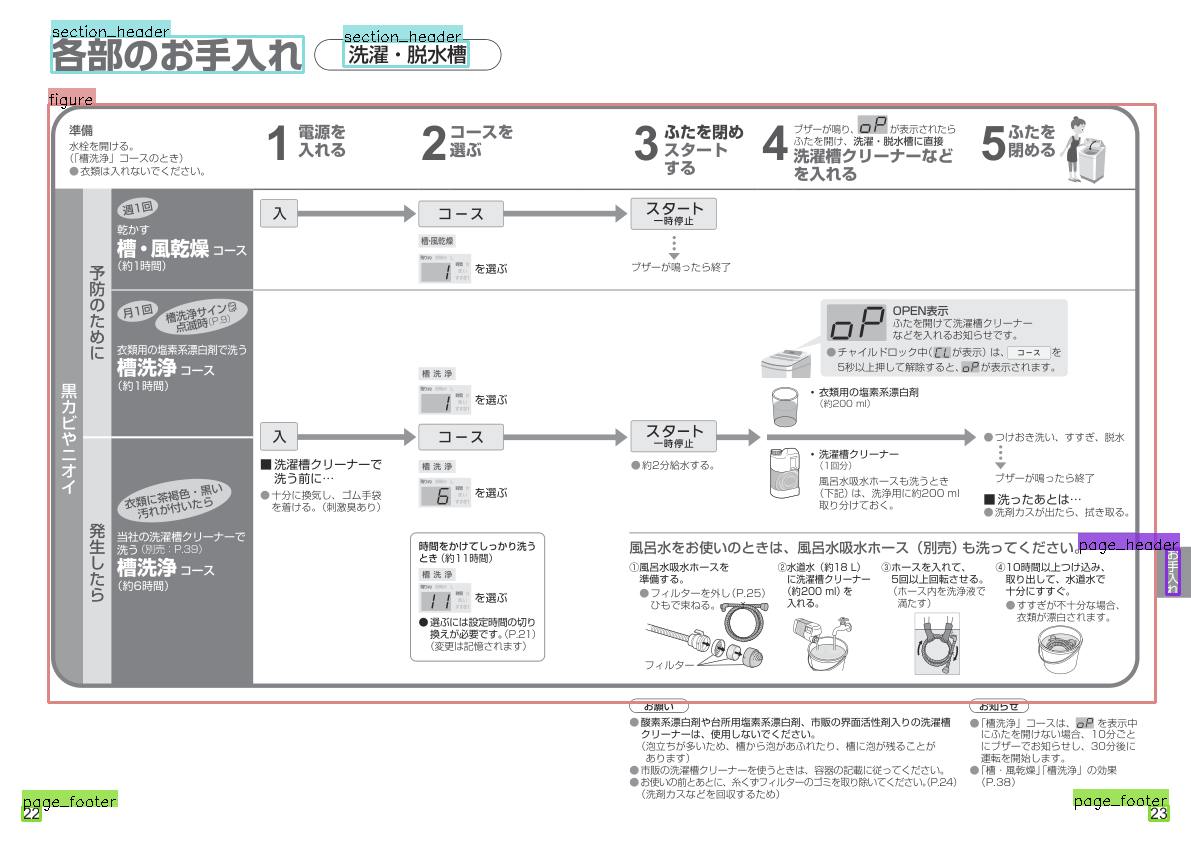 section_header
各部のお手入れ
section_header
洗濯・脱水槽
figure
準備
水栓を開ける。
(「槽洗浄」コースのとき)
●衣類は入れないでください。
1 電源を
入れる
2 コースを
選ぶ
3 ふたを閉め
スタート
する
4 ブザーが鳴り、oPが表示されたら
ふたを開け、洗濯・脱水槽に直接
洗濯槽クリーナーなど
を入れる
5 ふたを
閉める
黒カビやニオイ
予防のために
週1回
乾かす
槽・風乾燥 コース
(約1時間)
入
コース
槽・風乾燥
1 を選ぶ
スタート
一時停止
ブザーが鳴ったら終了
月1回
槽洗浄サイン
点滅時(P.9)
衣類用の塩素系漂白剤で洗う
槽洗浄 コース
(約1時間)
槽 洗 浄
1 を選ぶ
oP
OPEN表示
ふたを開けて洗濯槽クリーナー
などを入れるお知らせです。
●チャイルドロック中(CLが表示)は、コースを
5秒以上押して解除すると、oPが表示されます。
・衣類用の塩素系漂白剤
(約200 ml)
入
コース
スタート
一時停止
●約2分給水する。
■洗濯槽クリーナーで
洗う前に…
●十分に換気し、ゴム手袋
を着ける。(刺激臭あり)
槽 洗 浄
6 を選ぶ
・洗濯槽クリーナー
(1回分)
風呂水吸水ホースも洗うとき
(下記)は、洗浄用に約200 ml
取り分けておく。
●つけおき洗い、すすぎ、脱水
ブザーが鳴ったら終了
■洗ったあとは…
●洗剤カスが出たら、拭き取る。
発生したら
衣類に茶褐色・黒い
汚れが付いたら
当社の洗濯槽クリーナーで
洗う(別売:P.39)
槽洗浄 コース
(約6時間)
時間をかけてしっかり洗う
とき(約11時間)
槽 洗 浄
11 を選ぶ
●選ぶには設定時間の切り
換えが必要です。(P.21)
(変更は記憶されます)
風呂水をお使いのときは、風呂水吸水ホース(別売)も洗ってください。
①風呂水吸水ホースを
準備する。
●フィルターを外し(P.25)
ひもで束ねる。
フィルター
②水道水(約18 L)
に洗濯槽クリーナー
(約200 ml)を
入れる。
③ホースを入れて、
5回以上回転させる。
(ホース内を洗浄液で
満たす)
④10時間以上つけ込み、
取り出して、水道水で
十分にすすぐ。
●すすぎが不十分な場合、
衣類が漂白されます。
page_header
お手入れ
お願い
●酸素系漂白剤や台所用塩素系漂白剤、市販の界面活性剤入りの洗濯槽
クリーナーは、使用しないでください。
(泡立ちが多いため、槽から泡があふれたり、槽に泡が残ることが
あります)
●市販の洗濯槽クリーナーを使うときは、容器の記載に従ってください。
●お使いの前とあとに、糸くずフィルターのゴミを取り除いてください。(P.24)
(洗剤カスなどを回収するため)
お知らせ
●「槽洗浄」コースは、oPを表示中
にふたを開けない場合、10分ごと
にブザーでお知らせし、30分後に
運転を開始します。
●「槽・風乾燥」「槽洗浄」の効果
(P.38)
page_footer
22
page_footer
23